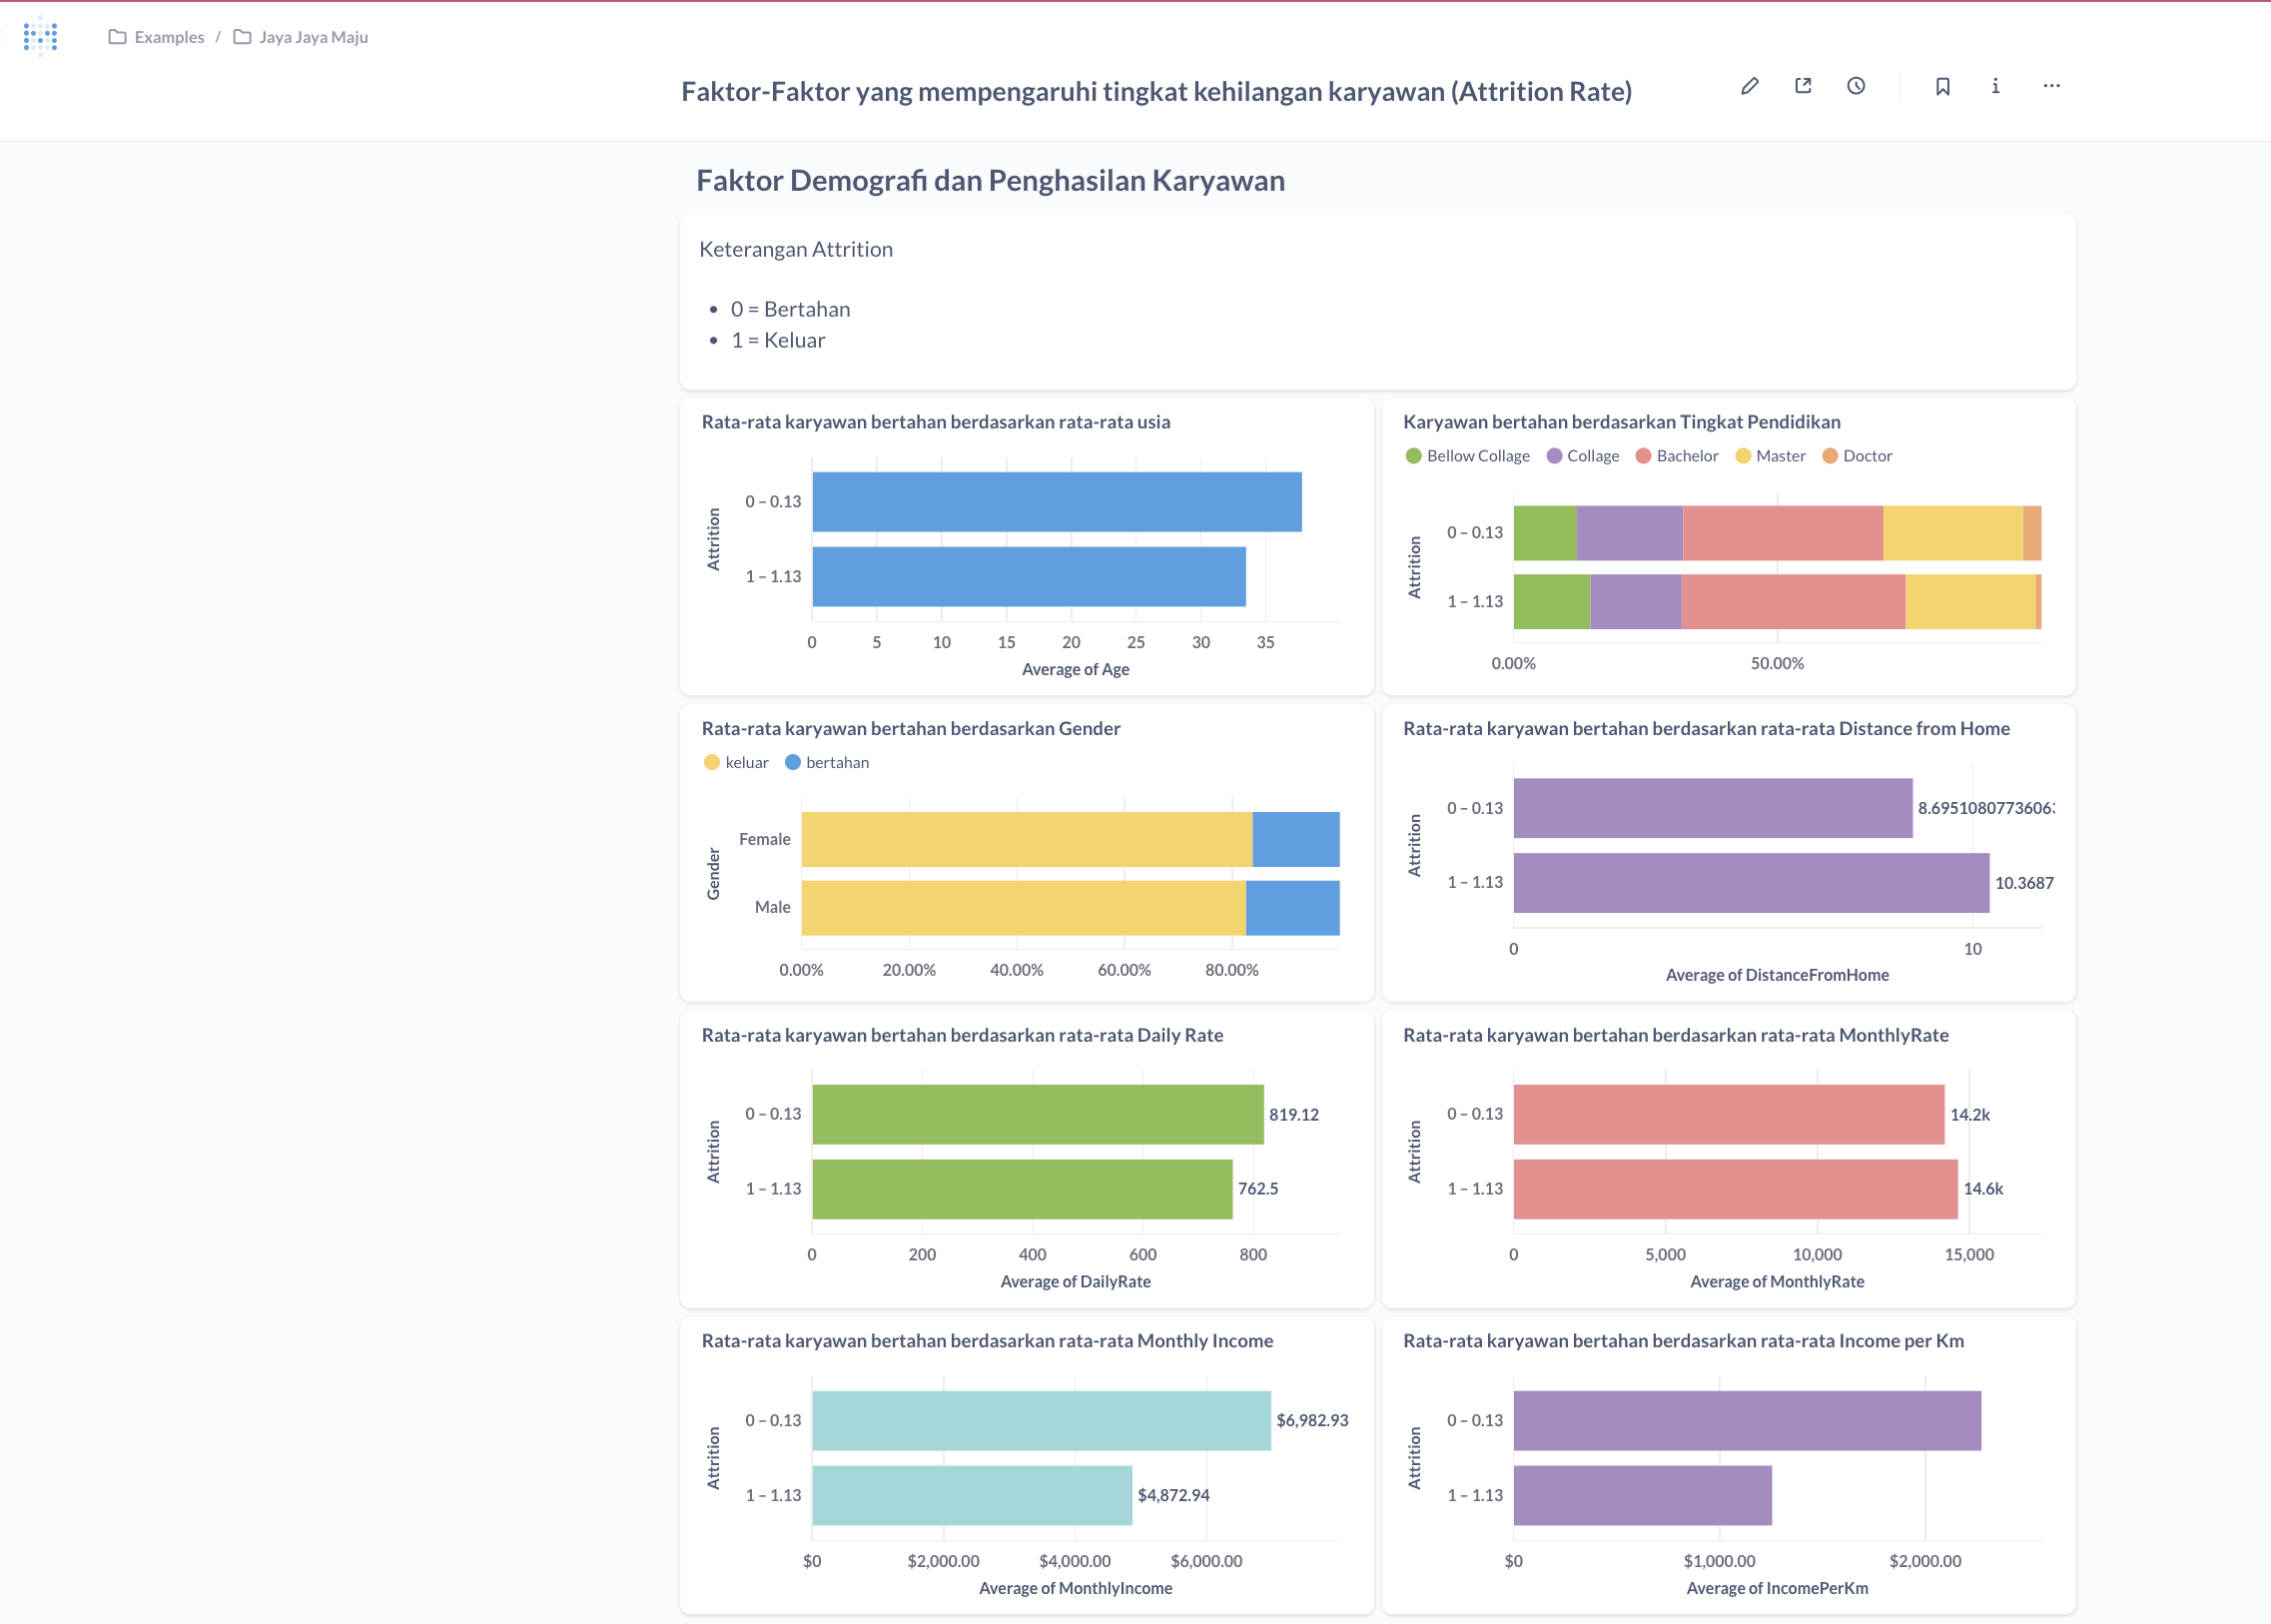 Examples / Jaya Jaya Maju
Faktor-Faktor yang mempengaruhi tingkat kehilangan karyawan (Attrition Rate)
Faktor Demografi dan Penghasilan Karyawan
Keterangan Attrition
• 0 = Bertahan
• 1 = Keluar
Rata-rata karyawan bertahan berdasarkan rata-rata usia
Attrition
0 – 0.13
1 – 1.13
0 5 10 15 20 25 30 35
Average of Age
Karyawan bertahan berdasarkan Tingkat Pendidikan
Bellow Collage Collage Bachelor Master Doctor
Attrition
0 – 0.13
1 – 1.13
0.00% 50.00%
Rata-rata karyawan bertahan berdasarkan Gender
keluar bertahan
Gender
Female
Male
0.00% 20.00% 40.00% 60.00% 80.00%
Rata-rata karyawan bertahan berdasarkan rata-rata Distance from Home
Attrition
0 – 0.13 8.6951080773606
1 – 1.13 10.3687
0 10
Average of DistanceFromHome
Rata-rata karyawan bertahan berdasarkan rata-rata Daily Rate
Attrition
0 – 0.13 819.12
1 – 1.13 762.5
0 200 400 600 800
Average of DailyRate
Rata-rata karyawan bertahan berdasarkan rata-rata MonthlyRate
Attrition
0 – 0.13 14.2k
1 – 1.13 14.6k
0 5,000 10,000 15,000
Average of MonthlyRate
Rata-rata karyawan bertahan berdasarkan rata-rata Monthly Income
Attrition
0 – 0.13 $6,982.93
1 – 1.13 $4,872.94
$0 $2,000.00 $4,000.00 $6,000.00
Average of MonthlyIncome
Rata-rata karyawan bertahan berdasarkan rata-rata Income per Km
Attrition
0 – 0.13
1 – 1.13
$0 $1,000.00 $2,000.00
Average of IncomePerKm